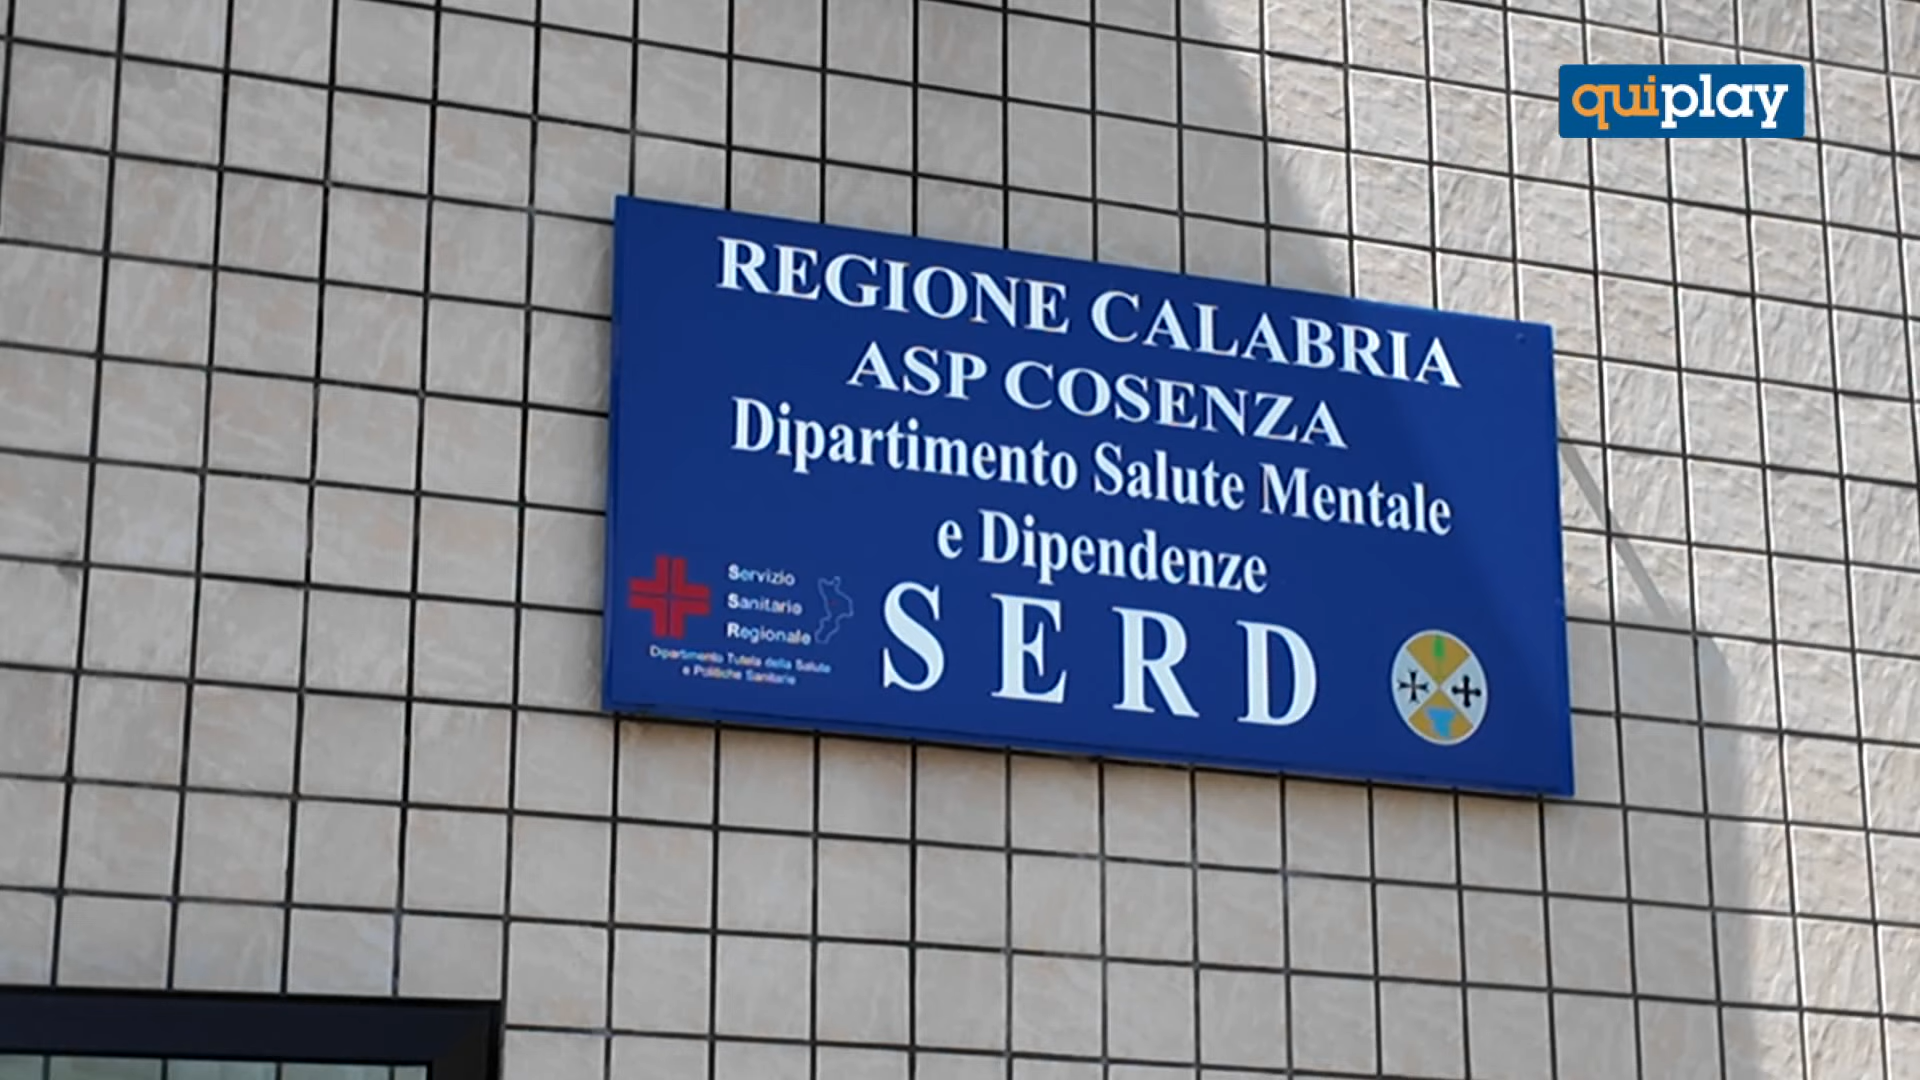 quiplay
REGIONE CALABRIA
ASP COSENZA
Dipartimento Salute Mentale
e Dipendenze
SERD
Servizio
Sanitario
Regionale
Dipartimento Tutela della Salute
e Politiche Sanitarie